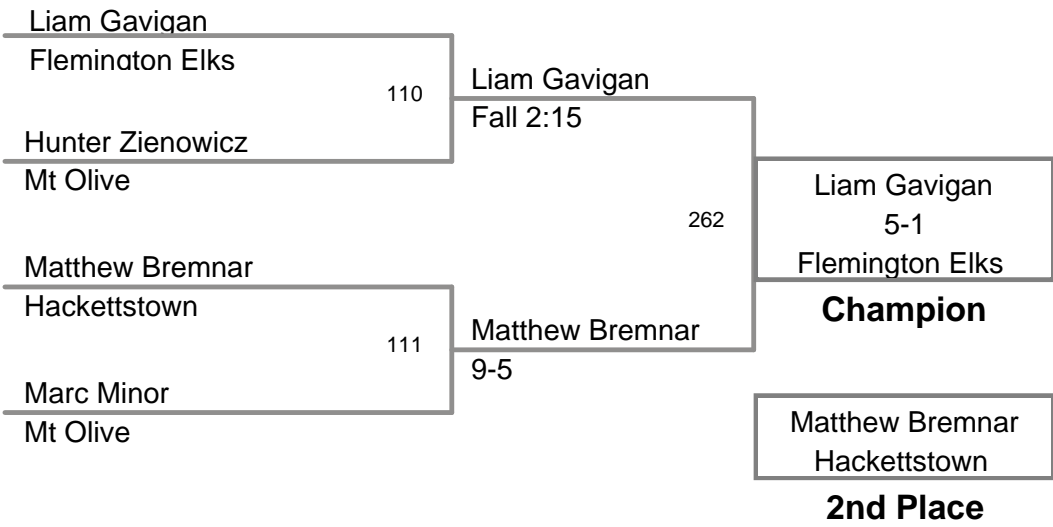 Liam Gavigan
Flemington Elks
110
Liam Gavigan
Fall 2:15
Hunter Zienowicz
Mt Olive
Liam Gavigan
5-1
Flemington Elks
Champion
262
Matthew Bremnar
Hackettstown
111
Matthew Bremnar
9-5
Marc Minor
Mt Olive
Matthew Bremnar
Hackettstown
2nd Place